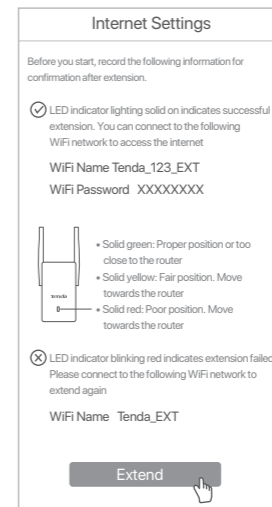 Internet Settings
Before you start, record the following information for
confirmation after extension.
LED indicator lighting solid on indicates successful
extension. You can connect to the following
WiFi network to access the internet
WiFi Name Tenda_123_EXT
WiFi Password XXXXXXXX
Tenda
• Solid green: Proper position or too
close to the router
• Solid yellow: Fair position. Move
towards the router
• Solid red: Poor position. Move
towards the router
LED indicator blinking red indicates extension failed
Please connect to the following WiFi network to
extend again
WiFi Name Tenda_EXT
Extend